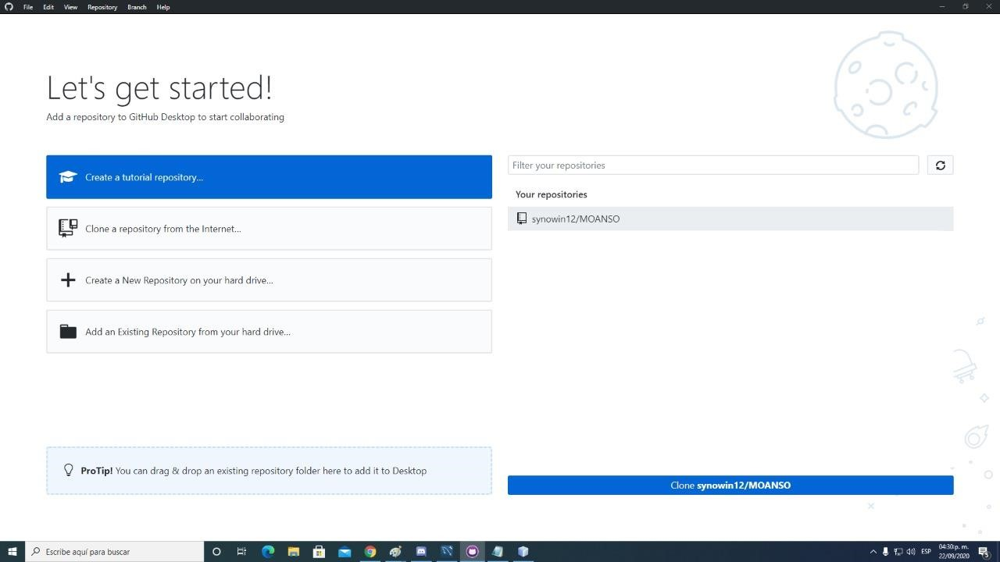 File Edit View Repository Branch Help
Let's get started!
Add a repository to GitHub Desktop to start collaborating
Create a tutorial repository...
Clone a repository from the Internet...
Create a New Repository on your hard drive...
Add an Existing Repository from your hard drive...
ProTip! You can drag & drop an existing repository folder here to add it to Desktop
Filter your repositories
Your repositories
synowin12/MOANSO
Clone synowin12/MOANSO
Escribe aquí para buscar
ESP
04:30 p. m.
22/09/2020
5